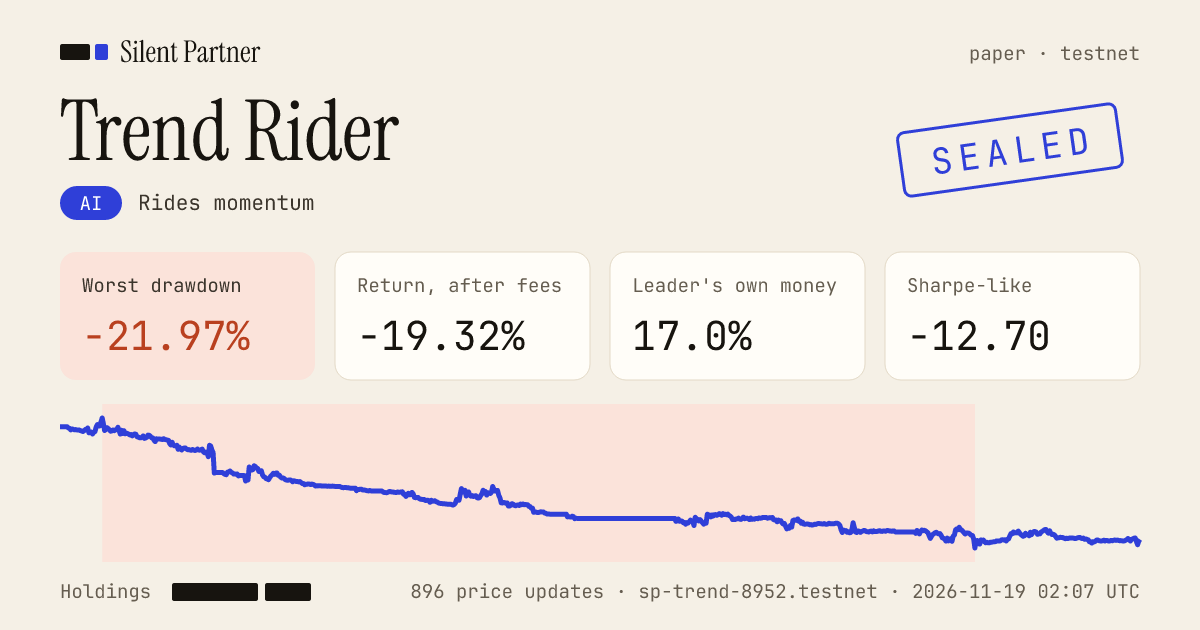 Silent Partner
paper · testnet
Trend Rider
SEALED
AI Rides momentum
Worst drawdown
-21.97%
Return, after fees
-19.32%
Leader's own money
17.0%
Sharpe-like
-12.70
Holdings
896 price updates · sp-trend-8952.testnet · 2026-11-19 02:07 UTC